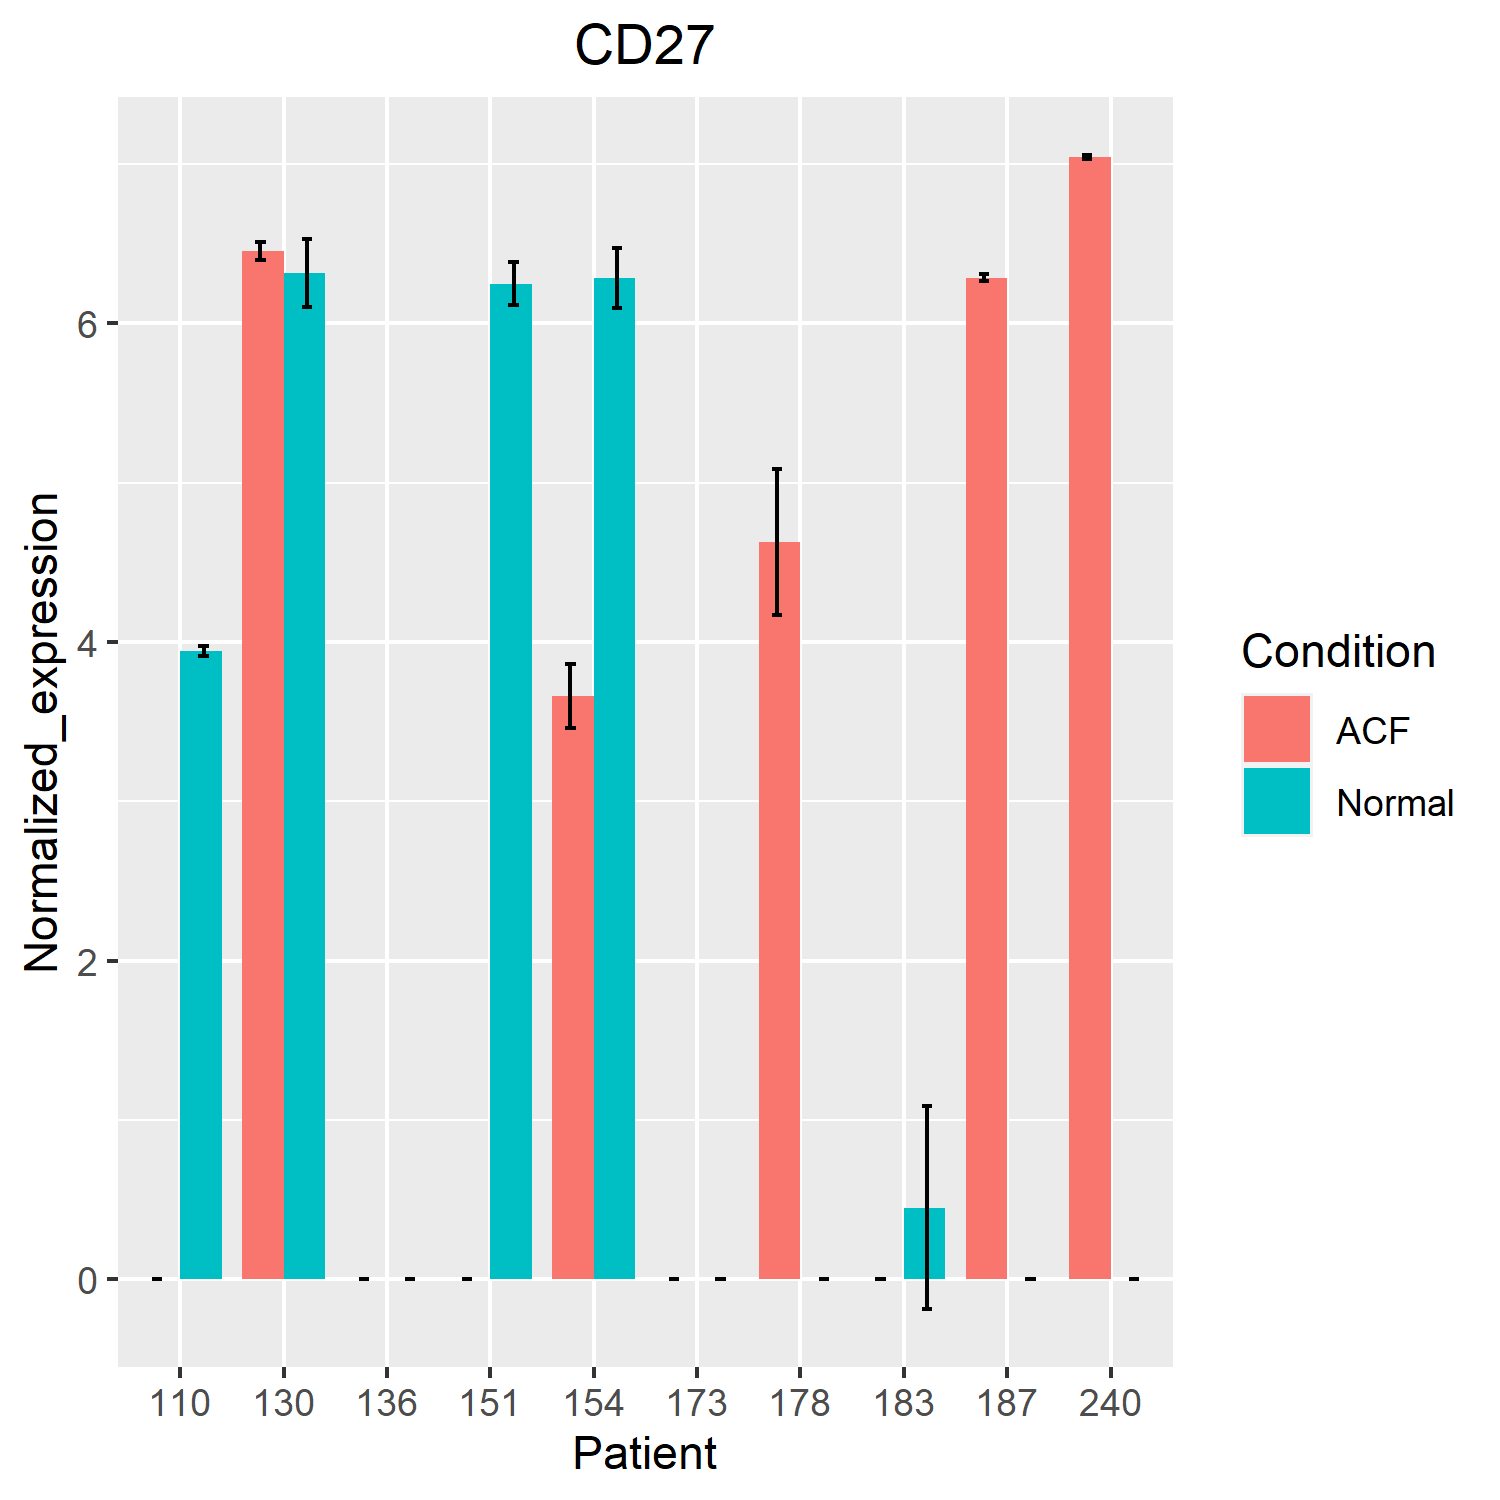 CD27
Normalized_expression
6
4
2
0
110 130 136 151 154 173 178 183 187 240
Patient
Condition
ACF
Normal